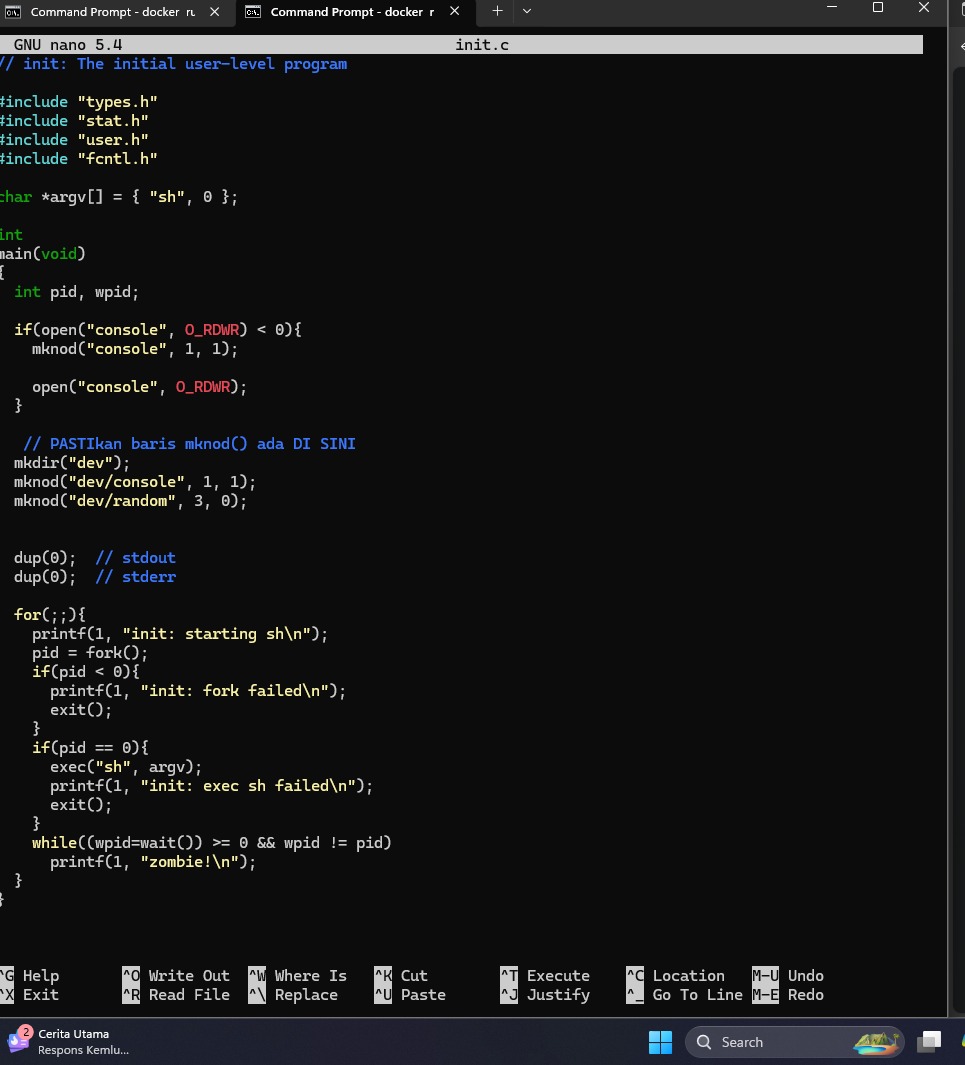 Command Prompt - docker ru
Command Prompt - docker r
GNU nano 5.4 init.c
// init: The initial user-level program
#include "types.h"
#include "stat.h"
#include "user.h"
#include "fcntl.h"
char *argv[] = { "sh", 0 };
int
main(void)
{
int pid, wpid;
if(open("console", O_RDWR) < 0){
mknod("console", 1, 1);
open("console", O_RDWR);
}
// PASTIkan baris mknod() ada DI SINI
mkdir("dev");
mknod("dev/console", 1, 1);
mknod("dev/random", 3, 0);
dup(0); // stdout
dup(0); // stderr
for(;;){
printf(1, "init: starting sh\n");
pid = fork();
if(pid < 0){
printf(1, "init: fork failed\n");
exit();
}
if(pid == 0){
exec("sh", argv);
printf(1, "init: exec sh failed\n");
exit();
}
while((wpid=wait()) >= 0 && wpid != pid)
printf(1, "zombie!\n");
}
}
^G Help ^O Write Out ^W Where Is ^K Cut ^T Execute ^C Location M-U Undo
^X Exit ^R Read File ^\ Replace ^U Paste ^J Justify ^_ Go To Line M-E Redo
2
Cerita Utama
Respons Kemlu...
Search